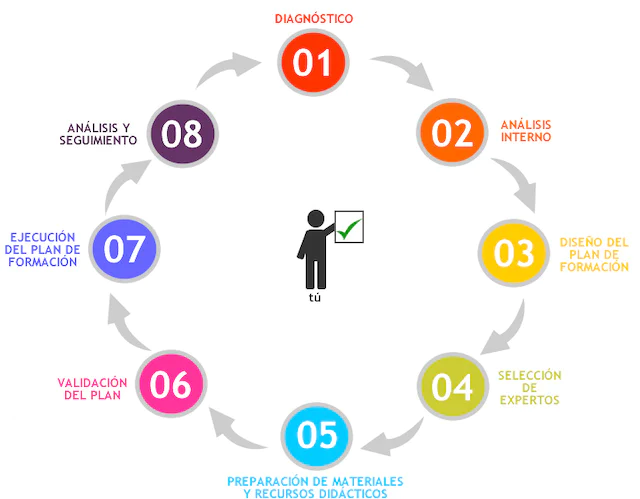 DIAGNÓSTICO
01
02
ANÁLISIS
INTERNO
03
DISEÑO DEL
PLAN DE
FORMACIÓN
04
SELECCIÓN
DE
EXPERTOS
05
PREPARACIÓN DE MATERIALES
Y RECURSOS DIDÁCTICOS
06
VALIDACIÓN
DEL PLAN
07
EJECUCIÓN
DEL PLAN DE
FORMACIÓN
08
ANÁLISIS Y
SEGUIMIENTO
tú